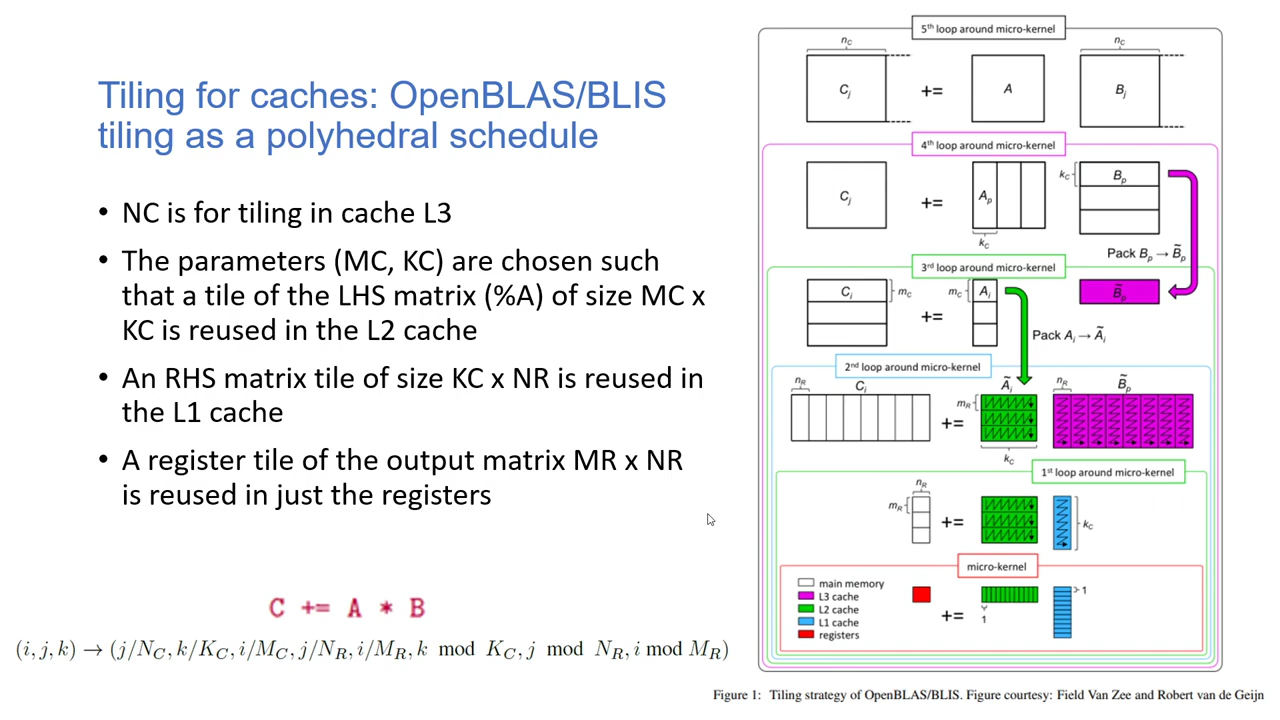 Tiling for caches: OpenBLAS/BLIS
tiling as a polyhedral schedule
• NC is for tiling in cache L3
• The parameters (MC, KC) are chosen such
that a tile of the LHS matrix (%A) of size MC x
KC is reused in the L2 cache
• An RHS matrix tile of size KC x NR is reused in
the L1 cache
• A register tile of the output matrix MR x NR
is reused in just the registers
C += A * B
(i, j, k) → (j/N_C, k/K_C, i/M_C, j/N_R, i/M_R, k mod K_C, j mod N_R, i mod M_R)
5th loop around micro-kernel
n_C n_C
C_j += A B_j
4th loop around micro-kernel
C_j += A_p k_C B_p
k_C
Pack B_p → B̃_p
3rd loop around micro-kernel
C_i m_C += m_C A_i B̃_p
Pack A_i → Ã_i
2nd loop around micro-kernel
n_R C_i Ã_i n_R B̃_p
m_R
+=
k_C
1st loop around micro-kernel
n_R
m_R += k_C
micro-kernel
main memory
L3 cache
L2 cache
L1 cache
registers
+=
1
1
Figure 1: Tiling strategy of OpenBLAS/BLIS. Figure courtesy: Field Van Zee and Robert van de Geijn